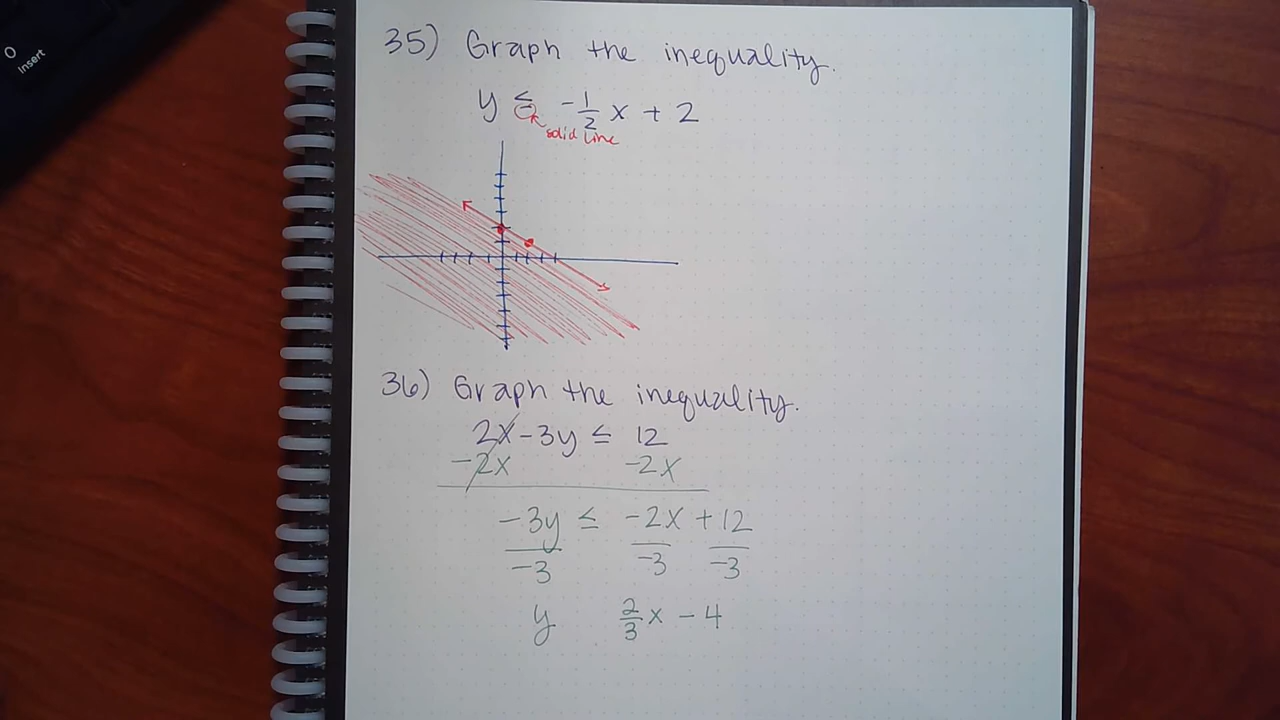 O
Insert
35) Graph the inequality.
y ≤ -1/2 x + 2
solid line
36) Graph the inequality.
2x - 3y ≤ 12
-2x -2x
-3y ≤ -2x + 12
-3 -3 -3
y 2/3 x - 4